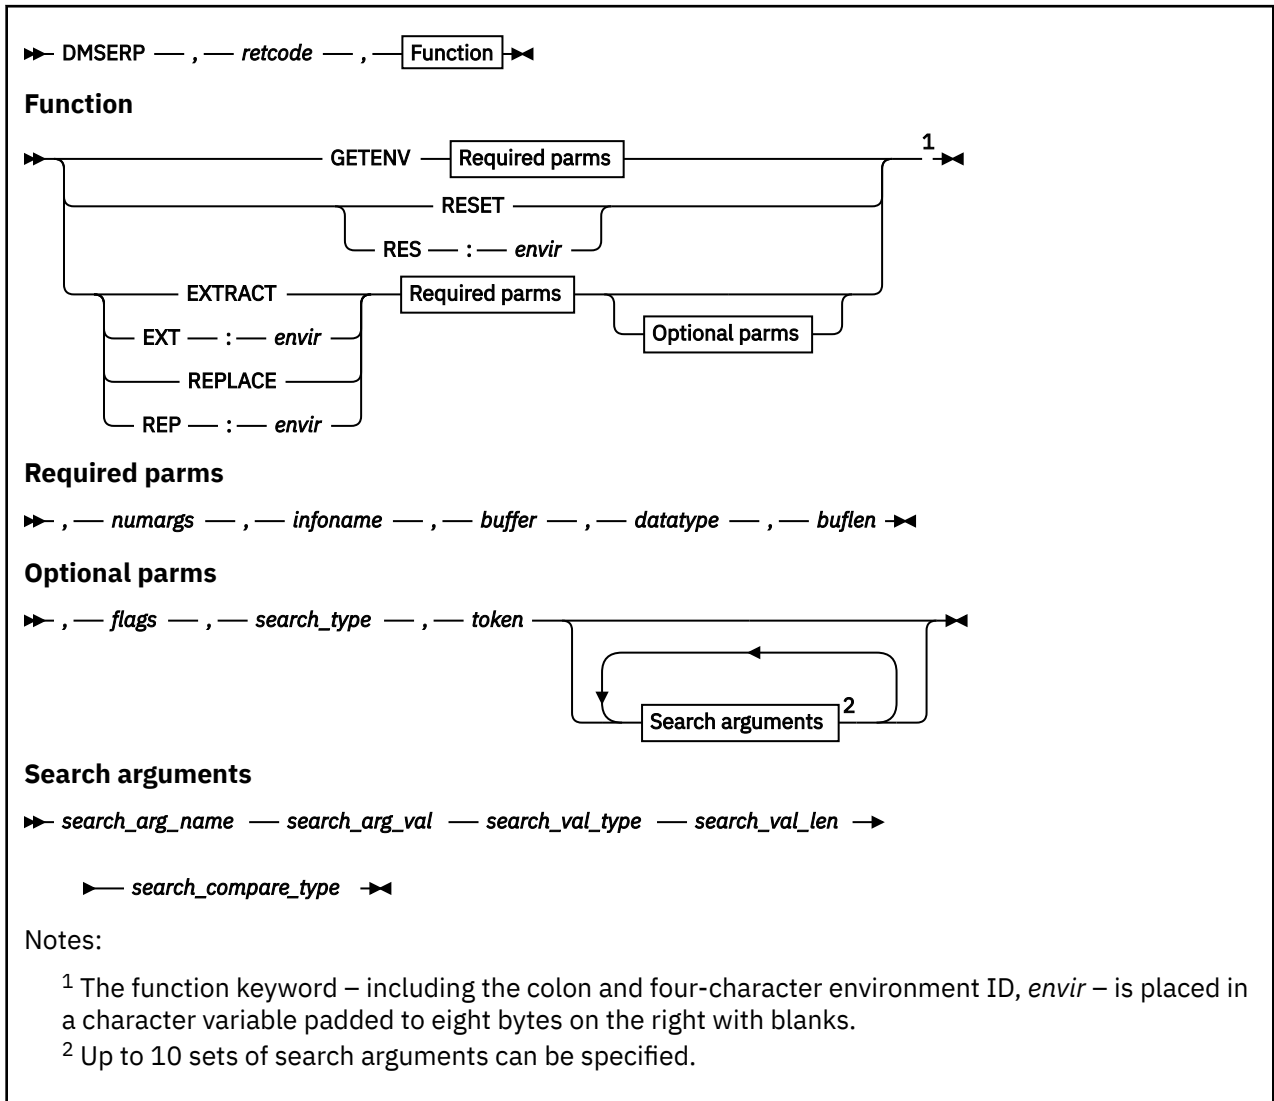 DMSERP , retcode , Function
Function
GETENV Required parms 1
RESET
RES : envir
EXTRACT Required parms
EXT : envir Optional parms
REPLACE
REP : envir
Required parms
, numargs , infoname , buffer , datatype , buflen
Optional parms
, flags , search_type , token
Search arguments 2
Search arguments
search_arg_name search_arg_val search_val_type search_val_len
search_compare_type
Notes:
1 The function keyword – including the colon and four-character environment ID, envir – is placed in
a character variable padded to eight bytes on the right with blanks.
2 Up to 10 sets of search arguments can be specified.